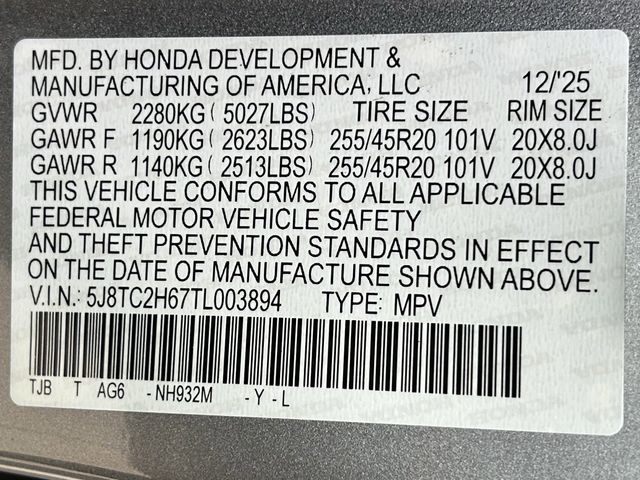 MFD. BY HONDA DEVELOPMENT &
MANUFACTURING OF AMERICA, LLC 12/'25
GVWR 2280KG ( 5027LBS) TIRE SIZE RIM SIZE
GAWR F 1190KG ( 2623LBS) 255/45R20 101V 20X8.0J
GAWR R 1140KG ( 2513LBS) 255/45R20 101V 20X8.0J
THIS VEHICLE CONFORMS TO ALL APPLICABLE
FEDERAL MOTOR VEHICLE SAFETY
AND THEFT PREVENTION STANDARDS IN EFFECT
ON THE DATE OF MANUFACTURE SHOWN ABOVE.
V.I.N.: 5J8TC2H67TL003894 TYPE: MPV
TJB T AG6 - NH932M - Y - L